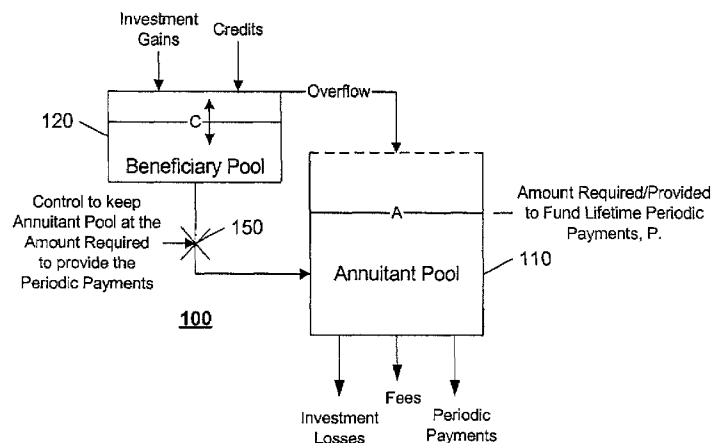 Investment
Gains
Credits
Overflow
120
C
Beneficiary Pool
Control to keep
Annuitant Pool at the
Amount Required
to provide the
Periodic Payments
150
A
Amount Required/Provided
to Fund Lifetime Periodic
Payments, P.
Annuitant Pool
110
100
Investment
Losses
Fees
Periodic
Payments